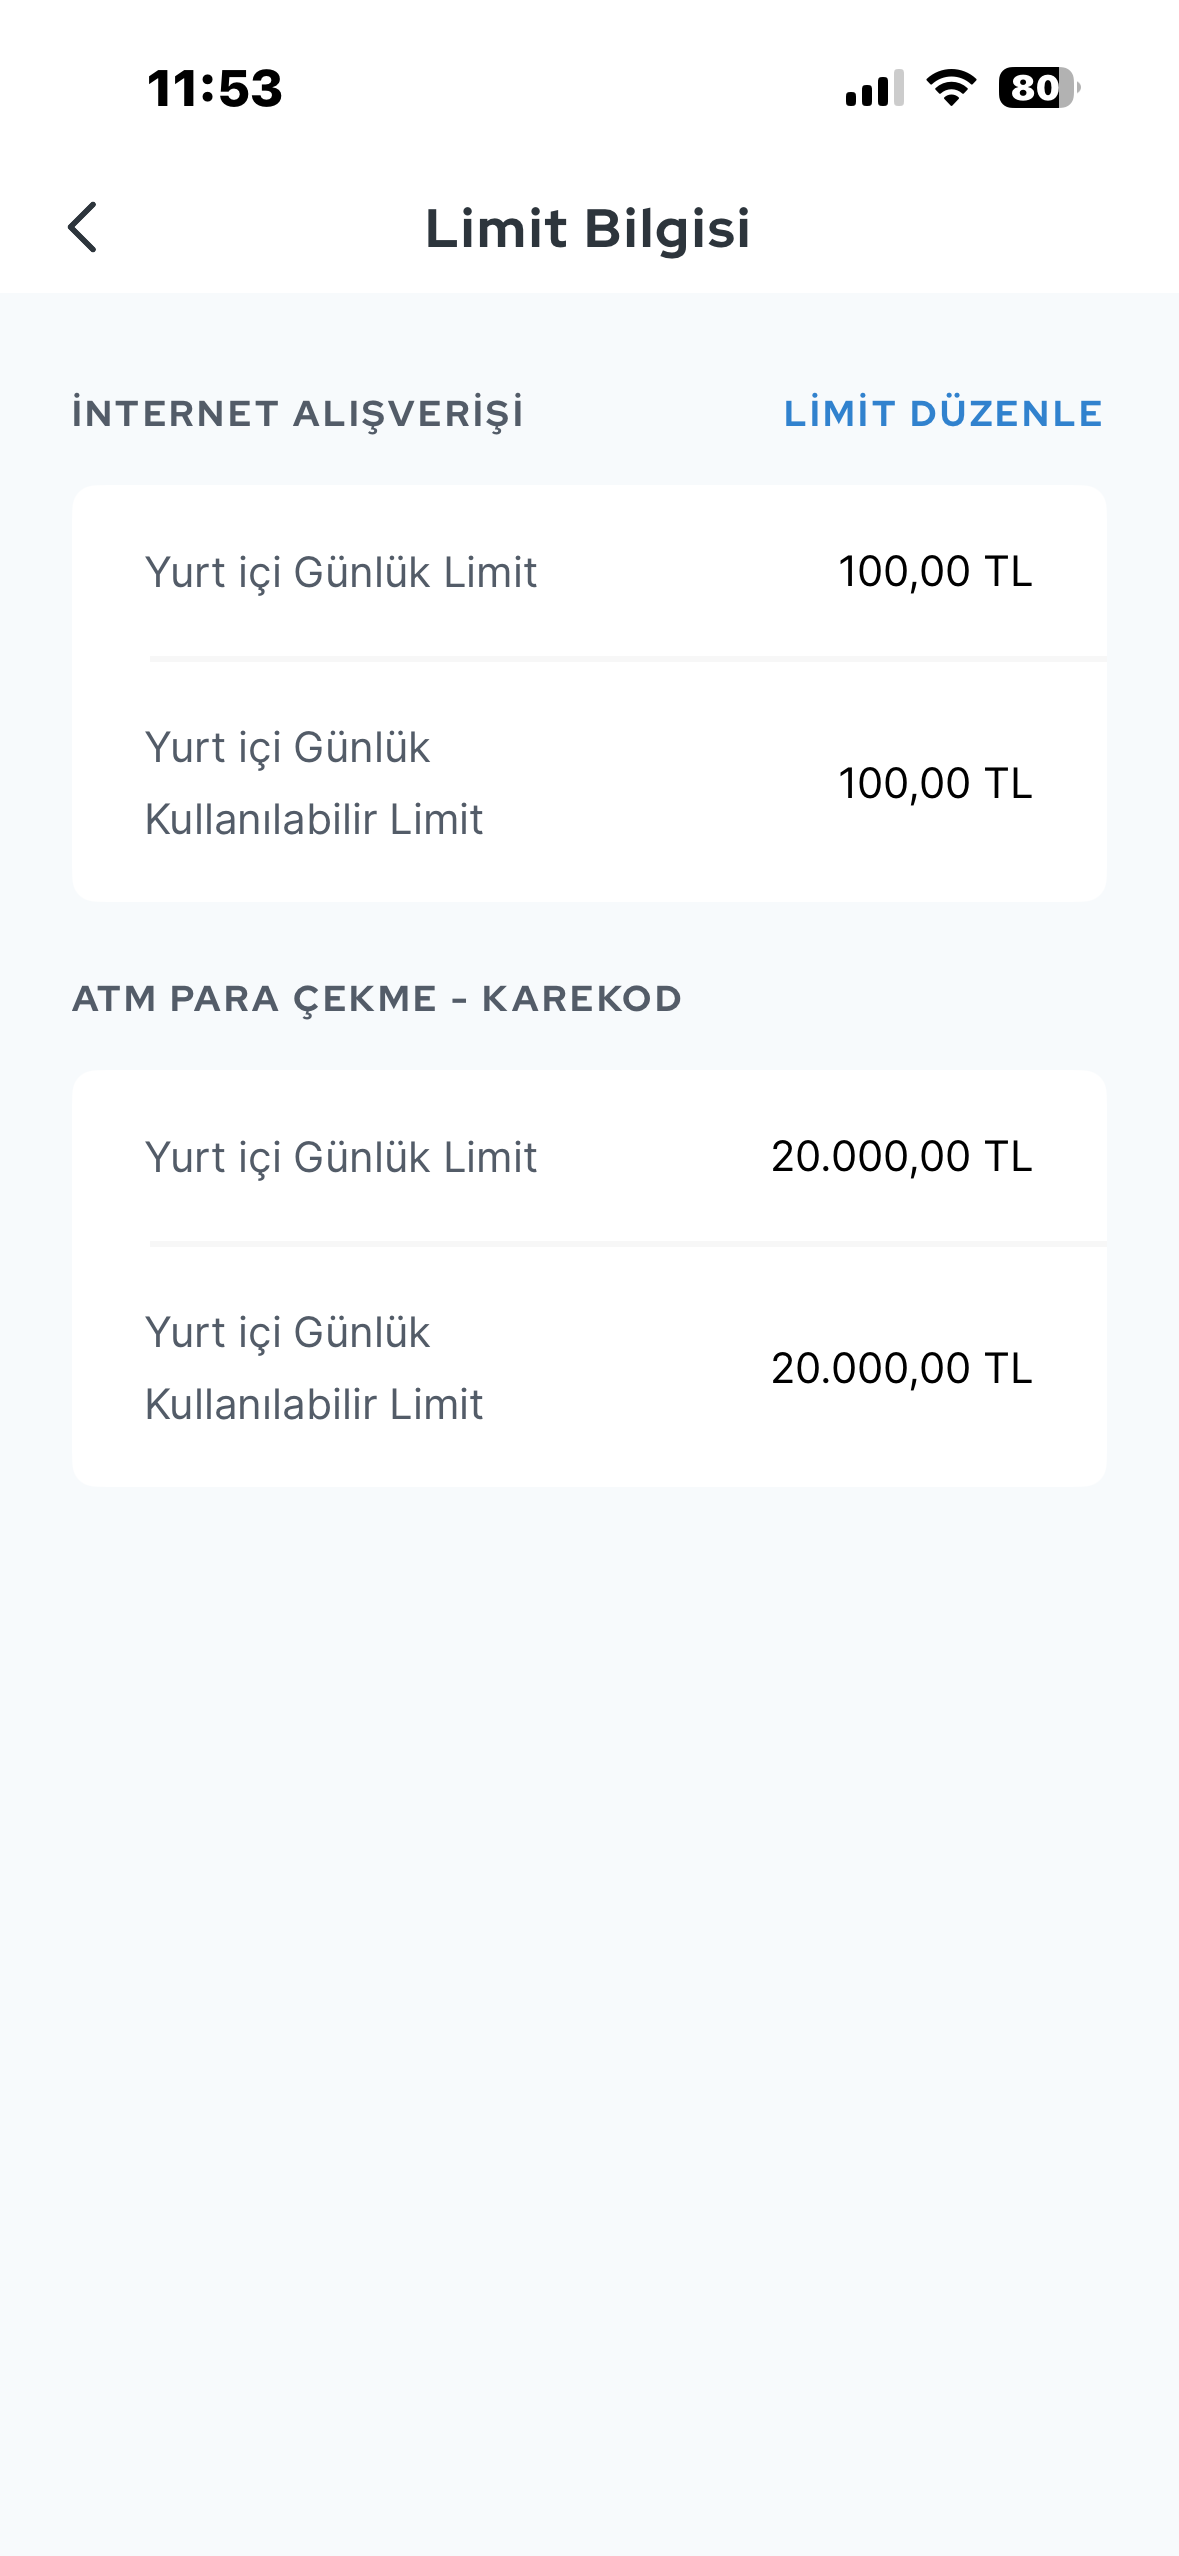 11:53
80
Limit Bilgisi
İNTERNET ALIŞVERİŞİ
LİMİT DÜZENLE
Yurt içi Günlük Limit
100,00 TL
Yurt içi Günlük
Kullanılabilir Limit
100,00 TL
ATM PARA ÇEKME - KAREKOD
Yurt içi Günlük Limit
20.000,00 TL
Yurt içi Günlük
Kullanılabilir Limit
20.000,00 TL